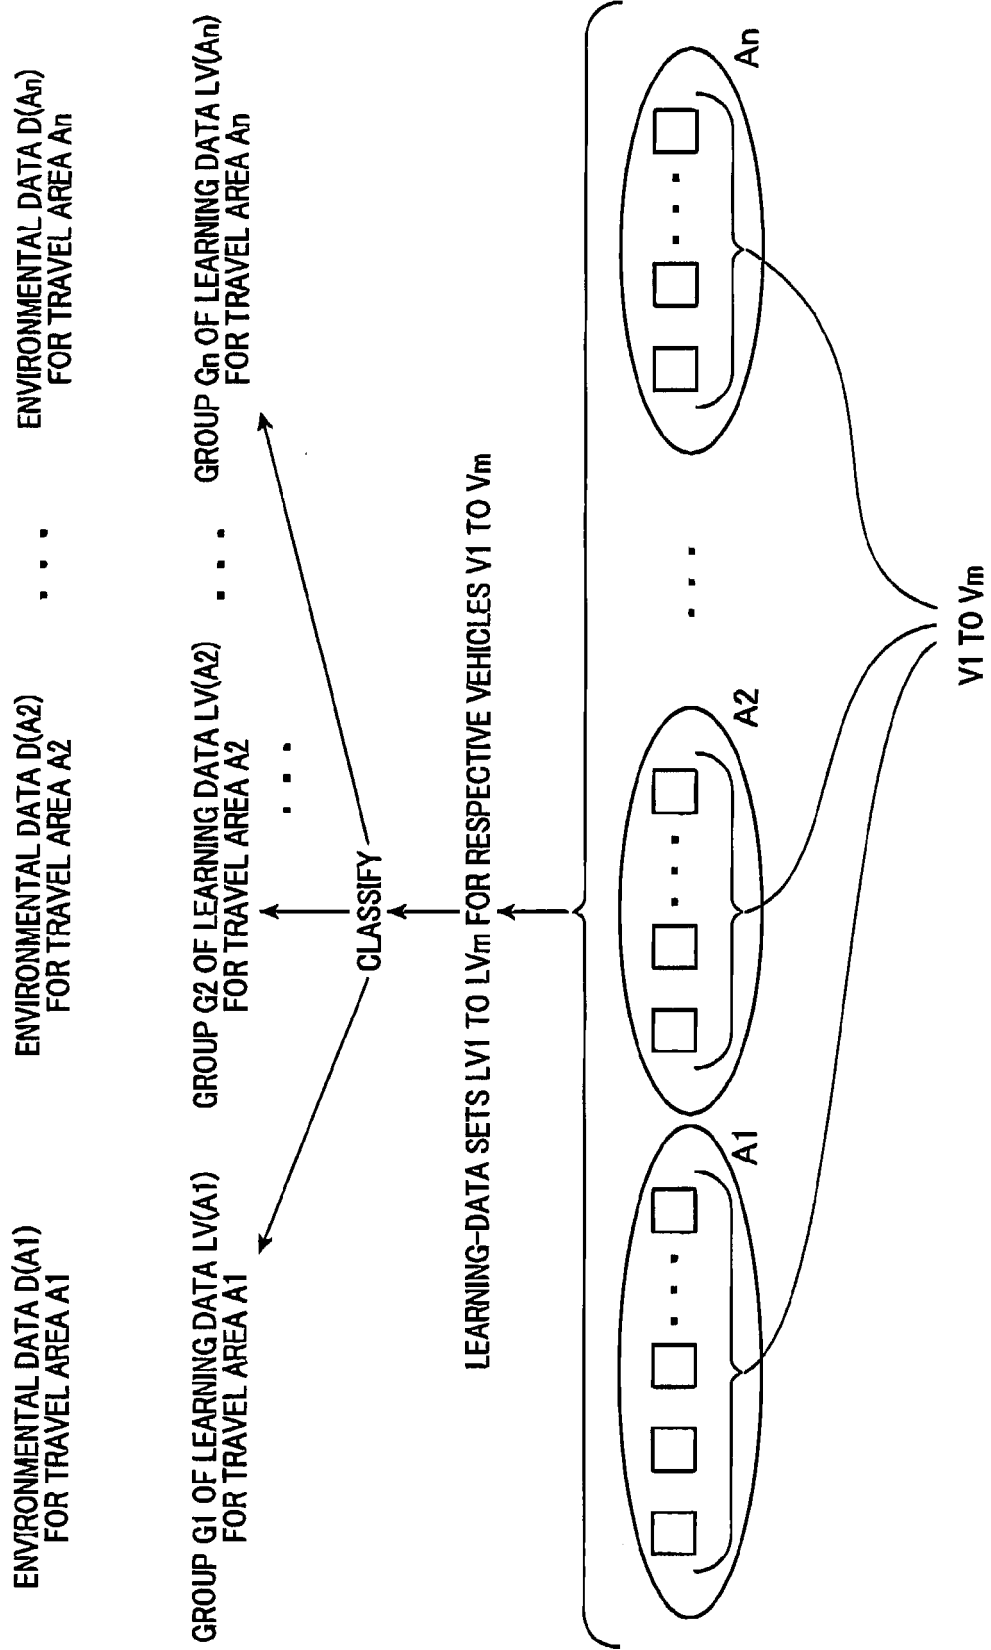 ENVIRONMENTAL DATA D(A1)
FOR TRAVEL AREA A1
ENVIRONMENTAL DATA D(A2)
FOR TRAVEL AREA A2
ENVIRONMENTAL DATA D(An)
FOR TRAVEL AREA An
GROUP G1 OF LEARNING DATA LV(A1)
FOR TRAVEL AREA A1
GROUP G2 OF LEARNING DATA LV(A2)
FOR TRAVEL AREA A2
GROUP Gn OF LEARNING DATA LV(An)
FOR TRAVEL AREA An
CLASSIFY
LEARNING-DATA SETS LV1 TO LVm FOR RESPECTIVE VEHICLES V1 TO Vm
A1
A2
An
V1 TO Vm